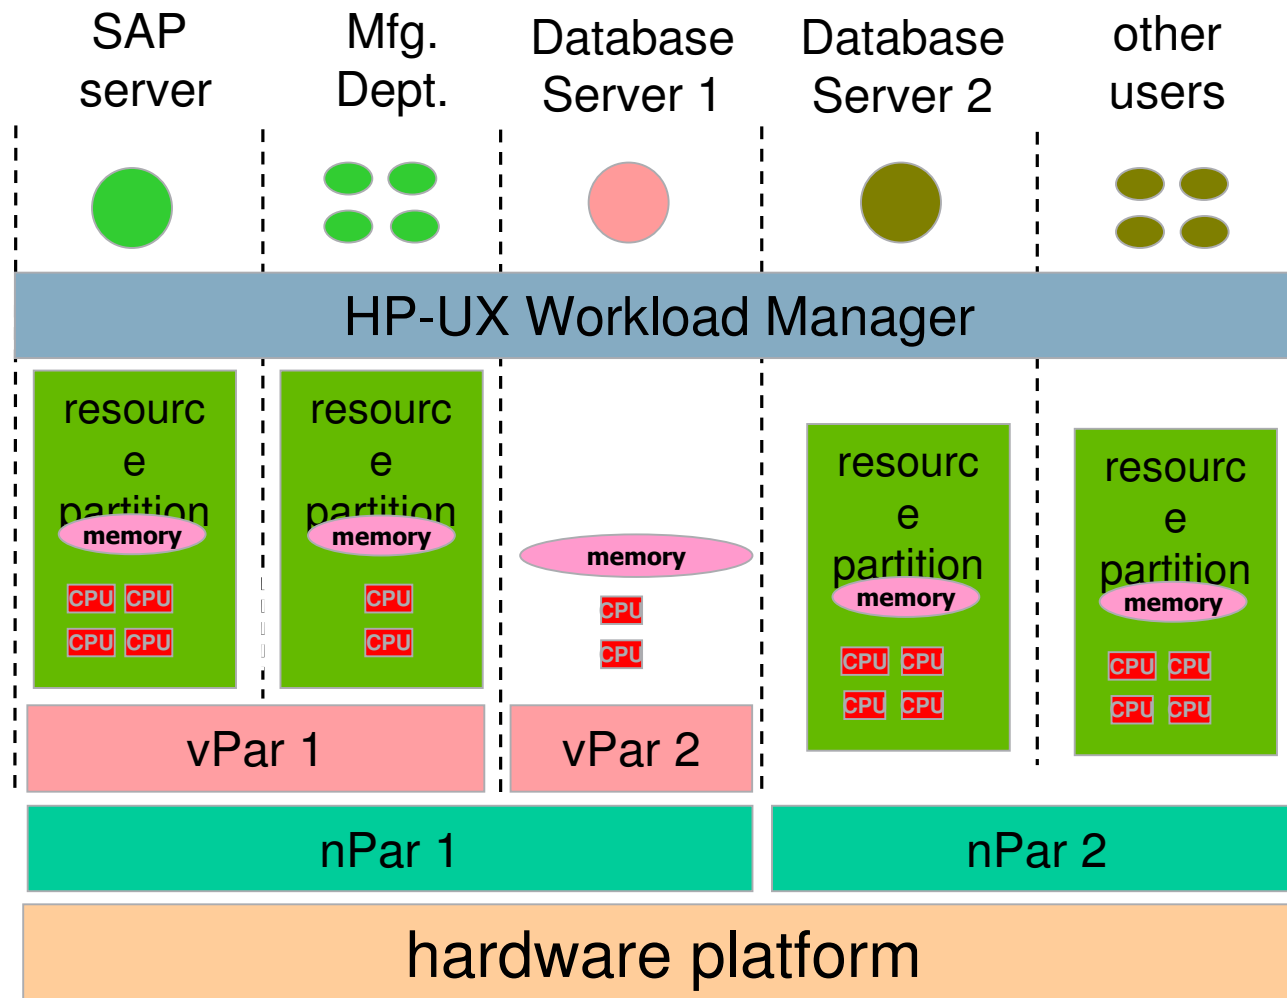 SAP
server
Mfg.
Dept.
Database
Server 1
Database
Server 2
other
users
HP-UX Workload Manager
resourc
e
partition
memory
CPU CPU
CPU CPU
resourc
e
partition
memory
CPU
CPU
memory
CPU
CPU
resourc
e
partition
memory
CPU CPU
CPU CPU
resourc
e
partition
memory
CPU CPU
CPU CPU
vPar 1
vPar 2
nPar 1
nPar 2
hardware platform